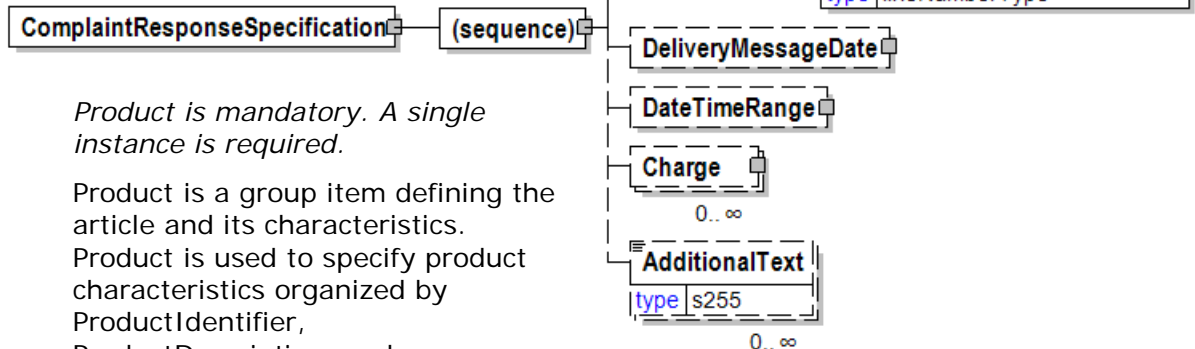 type
ComplaintResponseSpecification
(sequence)
DeliveryMessageDate
DateTimeRange
Charge
0.. ∞
AdditionalText
type s255
0.. ∞
Product is mandatory. A single
instance is required.
Product is a group item defining the
article and its characteristics.
Product is used to specify product
characteristics organized by
ProductIdentifier,